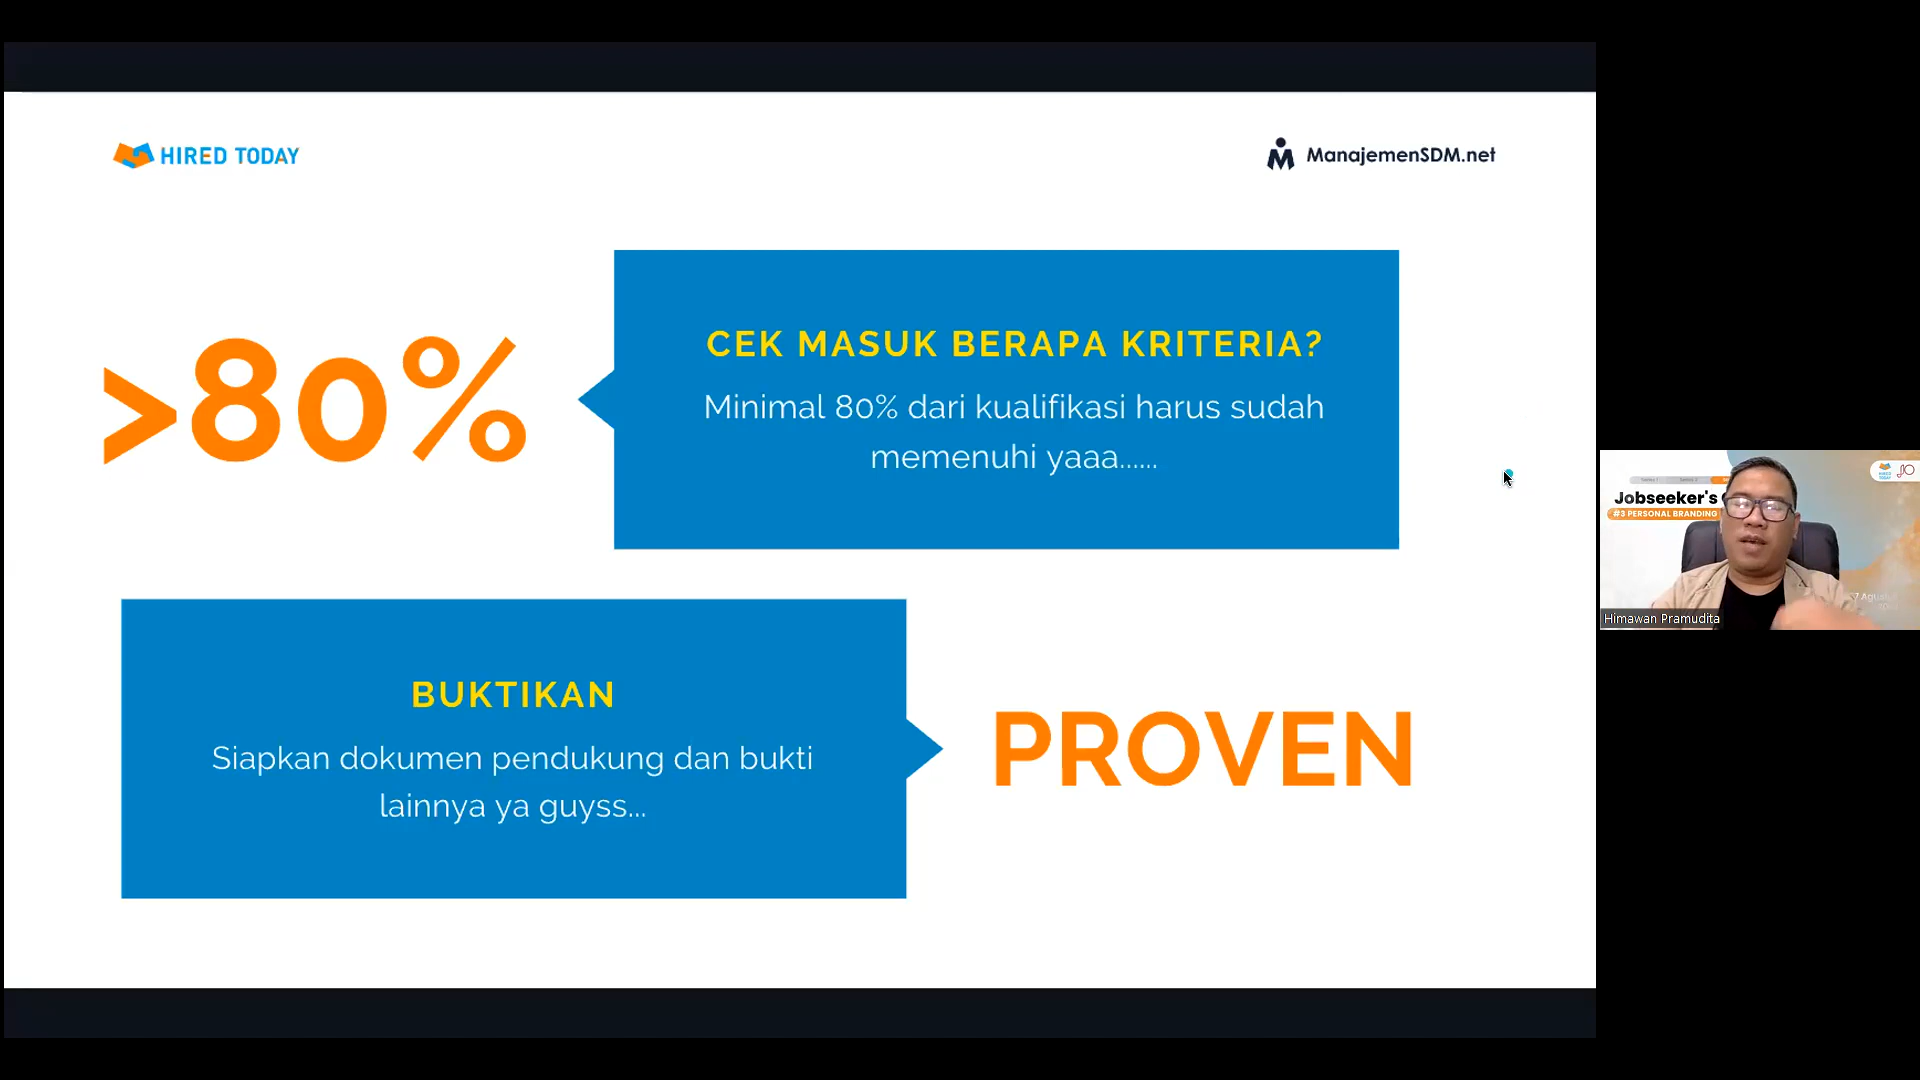 HIRED TODAY
ManajemenSDM.net
>80%
CEK MASUK BERAPA KRITERIA?
Minimal 80% dari kualifikasi harus sudah
memenuhi yaaa......
BUKTIKAN
Siapkan dokumen pendukung dan bukti
lainnya ya guyss...
PROVEN
Jobseeker's
#3 PERSONAL BRANDING
Himawan Pramudita